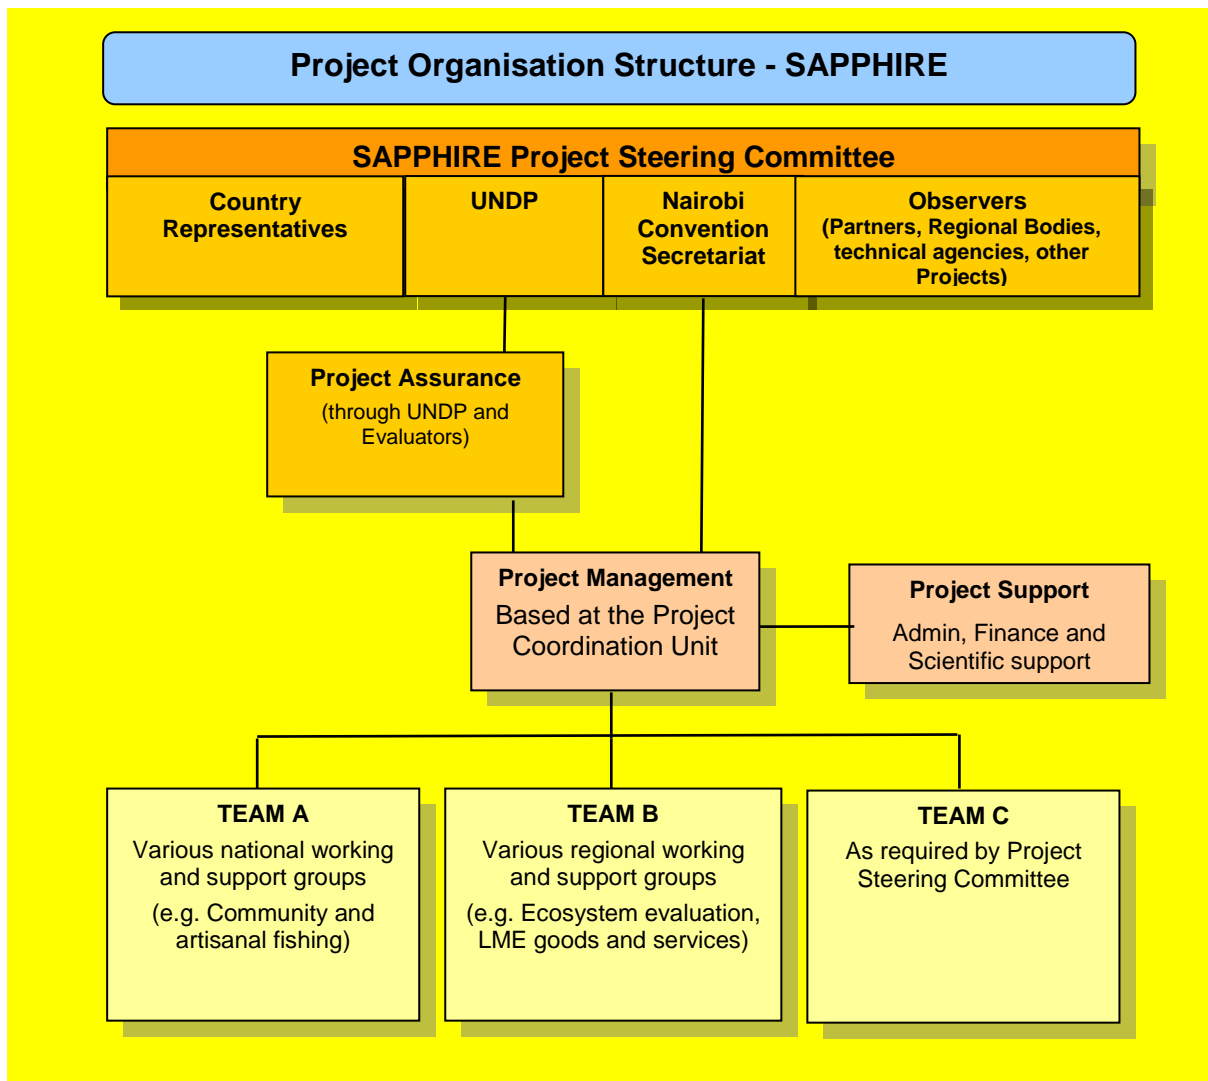 Project Organisation Structure - SAPPHIRE
SAPPHIRE Project Steering Committee
Country
Representatives
UNDP
Nairobi
Convention
Secretariat
Observers
(Partners, Regional Bodies,
technical agencies, other
Projects)
Project Assurance
(through UNDP and
Evaluators)
Project Management
Based at the Project
Coordination Unit
Project Support
Admin, Finance and
Scientific support
TEAM A
Various national working
and support groups
(e.g. Community and
artisanal fishing)
TEAM B
Various regional working
and support groups
(e.g. Ecosystem evaluation,
LME goods and services)
TEAM C
As required by Project
Steering Committee